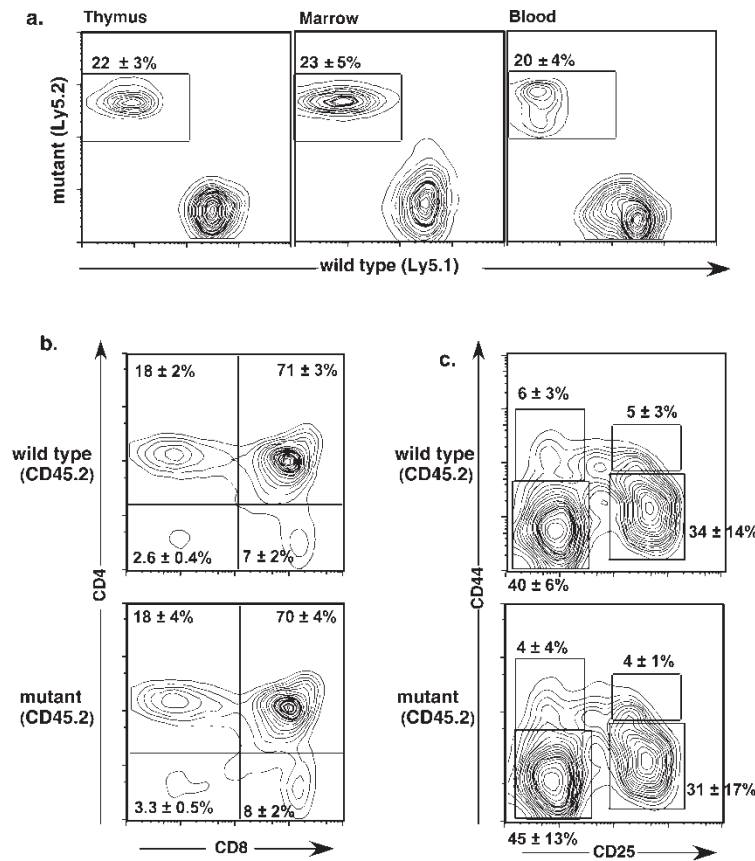 a.
Thymus
Marrow
Blood
22 ± 3%
23 ± 5%
20 ± 4%
mutant (Ly5.2)
wild type (Ly5.1)
b.
18 ± 2%
71 ± 3%
wild type
(CD45.2)
2.6 ± 0.4%
7 ± 2%
CD4
18 ± 4%
70 ± 4%
mutant
(CD45.2)
3.3 ± 0.5%
8 ± 2%
CD8
c.
6 ± 3%
5 ± 3%
wild type
(CD45.2)
34 ± 14%
40 ± 6%
CD44
4 ± 4%
4 ± 1%
mutant
(CD45.2)
31 ± 17%
45 ± 13%
CD25